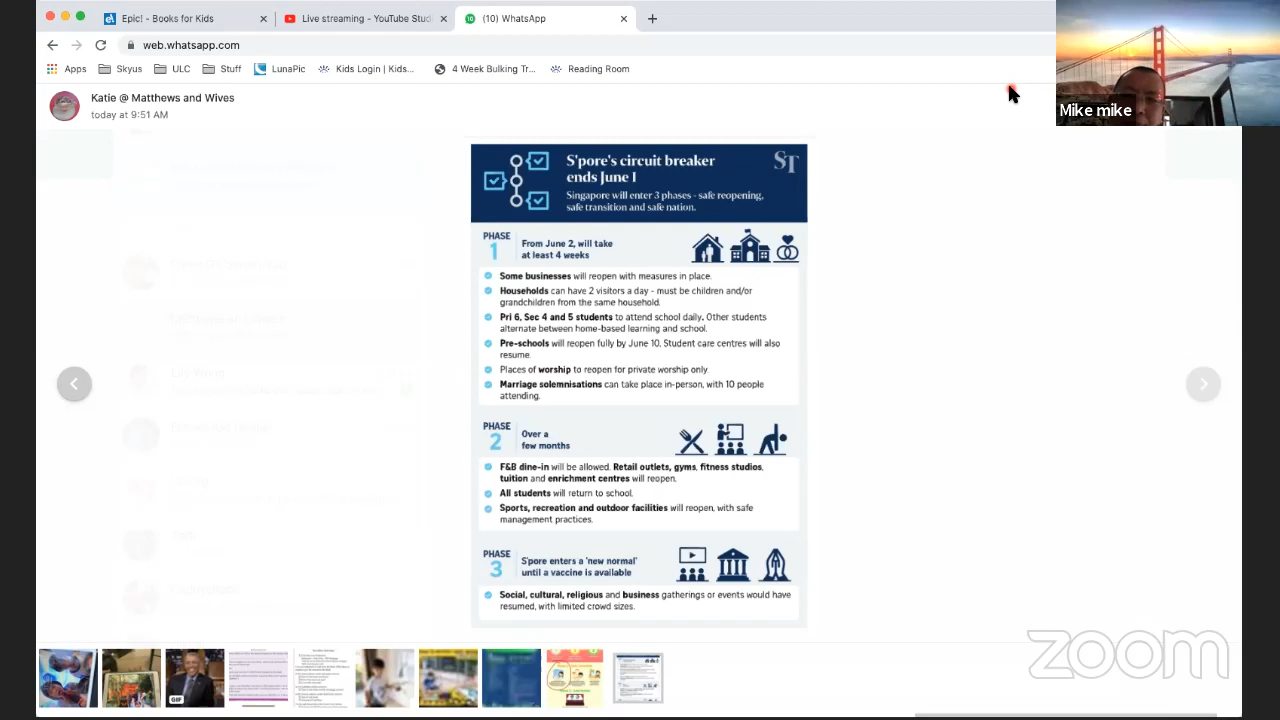 Epic! - Books for Kids
Live streaming - YouTube Stud
(10) WhatsApp
web.whatsapp.com
Apps
Skyus
ULC
Stuff
LunaPic
Kids Login | Kids...
4 Week Bulking Tr...
Reading Room
Katie @ Matthews and Wives
today at 9:51 AM
Mike mike
S'pore's circuit breaker
ends June 1
ST
Singapore will enter 3 phases - safe reopening,
safe transition and safe nation.
PHASE
1
From June 2, will take
at least 4 weeks
Some businesses will reopen with measures in place.
Households can have 2 visitors a day - must be children and/or
grandchildren from the same household.
Pri 6, Sec 4 and 5 students to attend school daily. Other students
alternate between home-based learning and school.
Pre-schools will reopen fully by June 10. Student care centres will also
resume.
Places of worship to reopen for private worship only.
Marriage solemnisations can take place in-person, with 10 people
attending.
PHASE
2
Over a
few months
F&B dine-in will be allowed. Retail outlets, gyms, fitness studios,
tuition and enrichment centres will reopen.
All students will return to school.
Sports, recreation and outdoor facilities will reopen, with safe
management practices.
PHASE
3
S'pore enters a 'new normal'
until a vaccine is available
Social, cultural, religious and business gatherings or events would have
resumed, with limited crowd sizes.
GIF
zoom